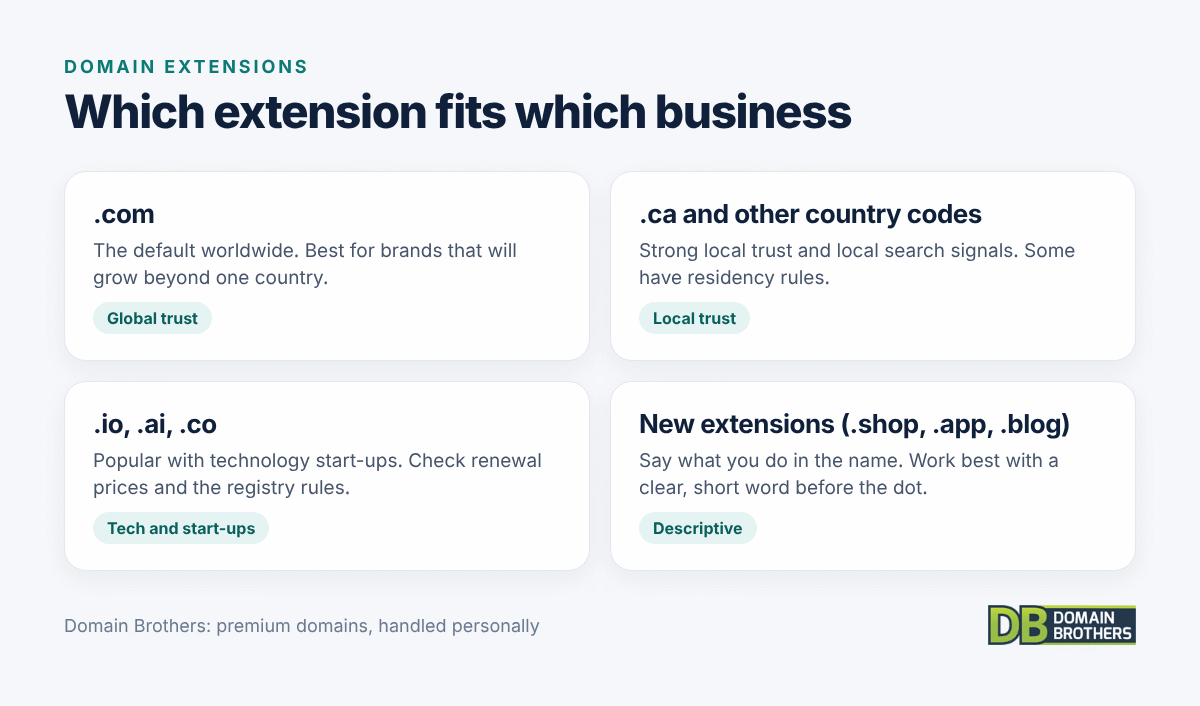 DOMAIN EXTENSIONS
Which extension fits which business
.com
The default worldwide. Best for brands that will
grow beyond one country.
Global trust
.ca and other country codes
Strong local trust and local search signals. Some
have residency rules.
Local trust
.io, .ai, .co
Popular with technology start-ups. Check renewal
prices and the registry rules.
Tech and start-ups
New extensions (.shop, .app, .blog)
Say what you do in the name. Work best with a
clear, short word before the dot.
Descriptive
Domain Brothers: premium domains, handled personally
DB DOMAIN
BROTHERS